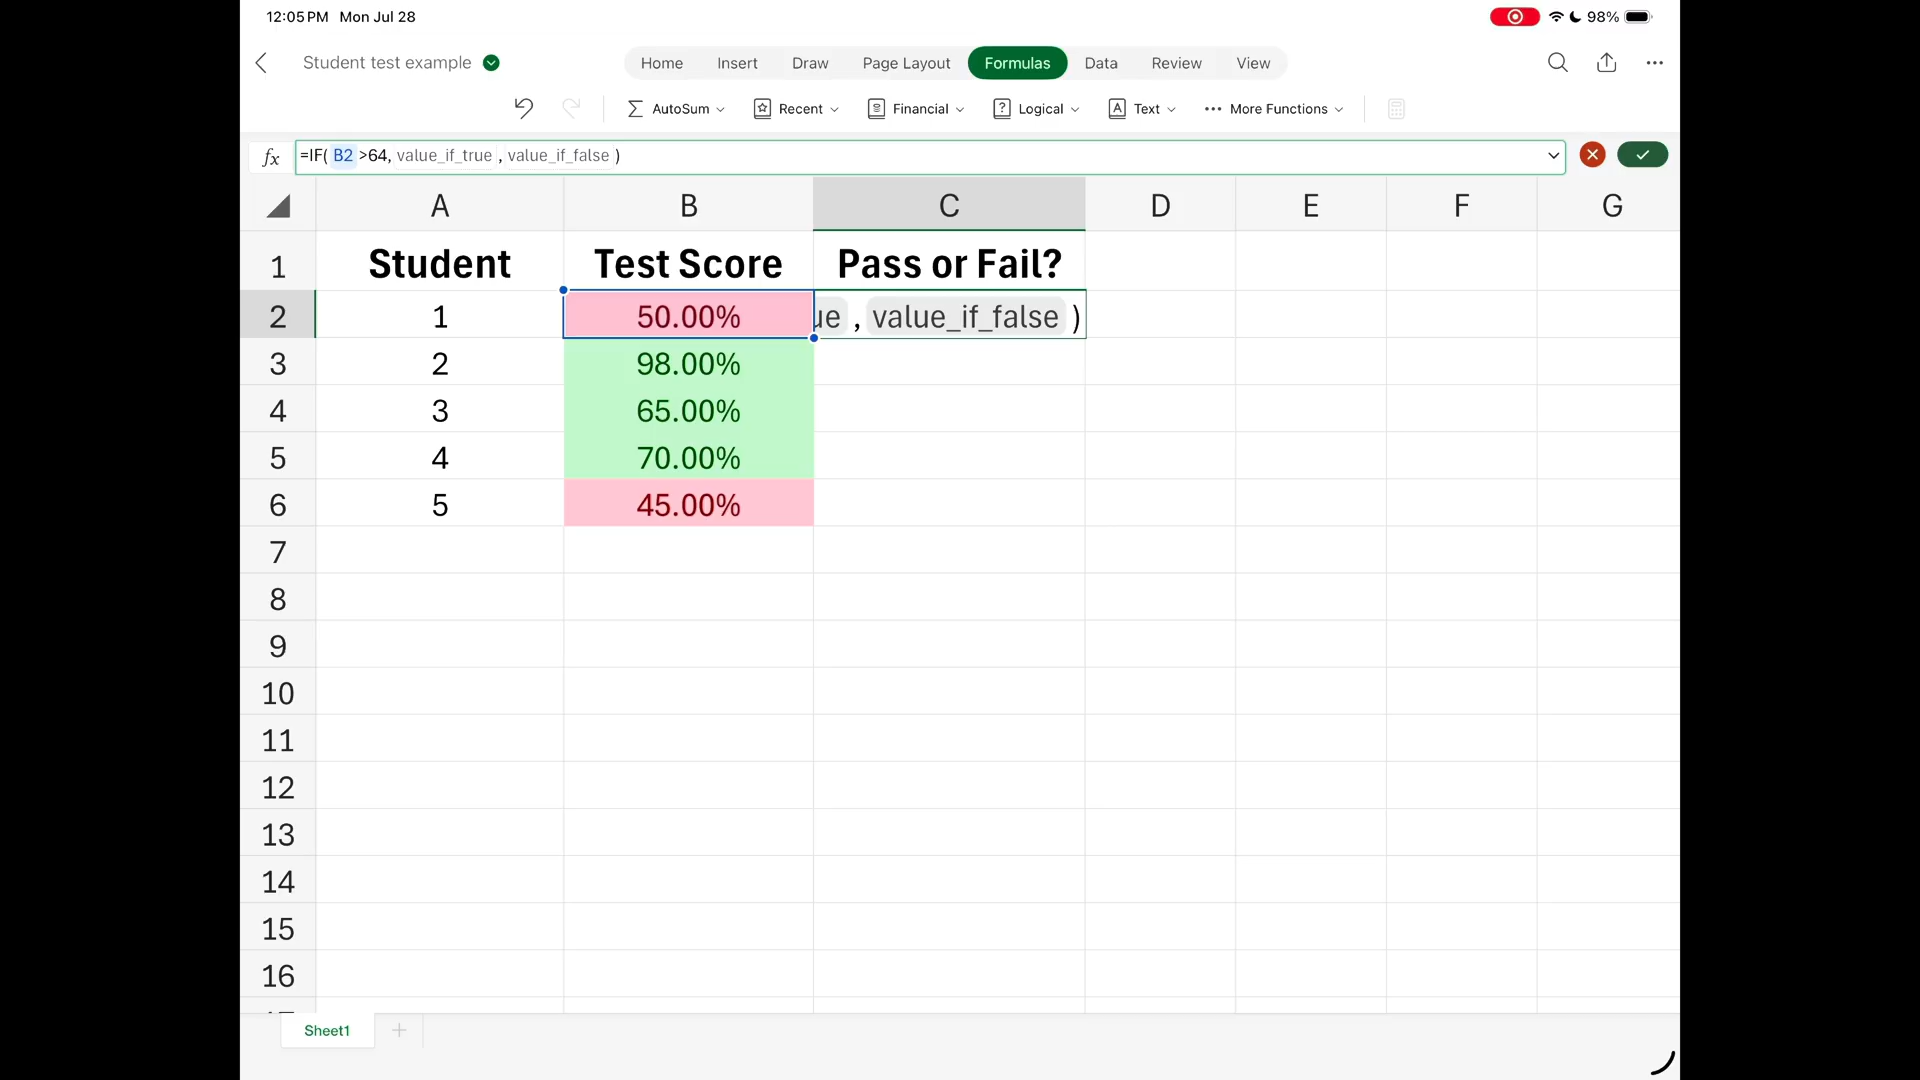 12:05 PM Mon Jul 28 98%
Student test example Home Insert Draw Page Layout Formulas Data Review View
AutoSum Recent Financial Logical Text More Functions
fx =IF( B2 >64, value_if_true , value_if_false )
A B C D E F G
1 Student Test Score Pass or Fail?
2 1 50.00% ue , value_if_false )
3 2 98.00%
4 3 65.00%
5 4 70.00%
6 5 45.00%
7
8
9
10
11
12
13
14
15
16
Sheet1